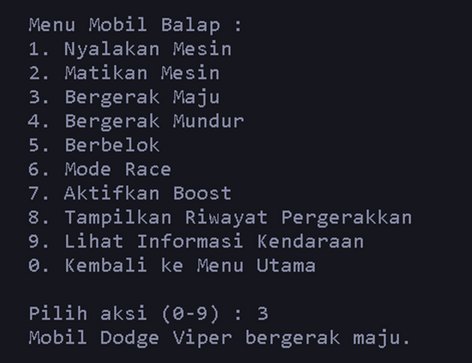 Menu Mobil Balap :
1. Nyalakan Mesin
2. Matikan Mesin
3. Bergerak Maju
4. Bergerak Mundur
5. Berbelok
6. Mode Race
7. Aktifkan Boost
8. Tampilkan Riwayat Pergerakkan
9. Lihat Informasi Kendaraan
0. Kembali ke Menu Utama
Pilih aksi (0-9) : 3
Mobil Dodge Viper bergerak maju.